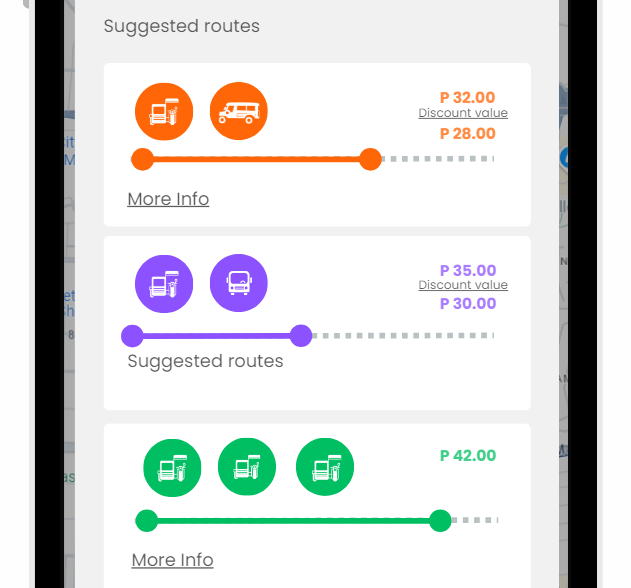 Suggested routes
P 32.00
Discount value
P 28.00
More Info
P 35.00
Discount value
P 30.00
Suggested routes
P 42.00
More Info